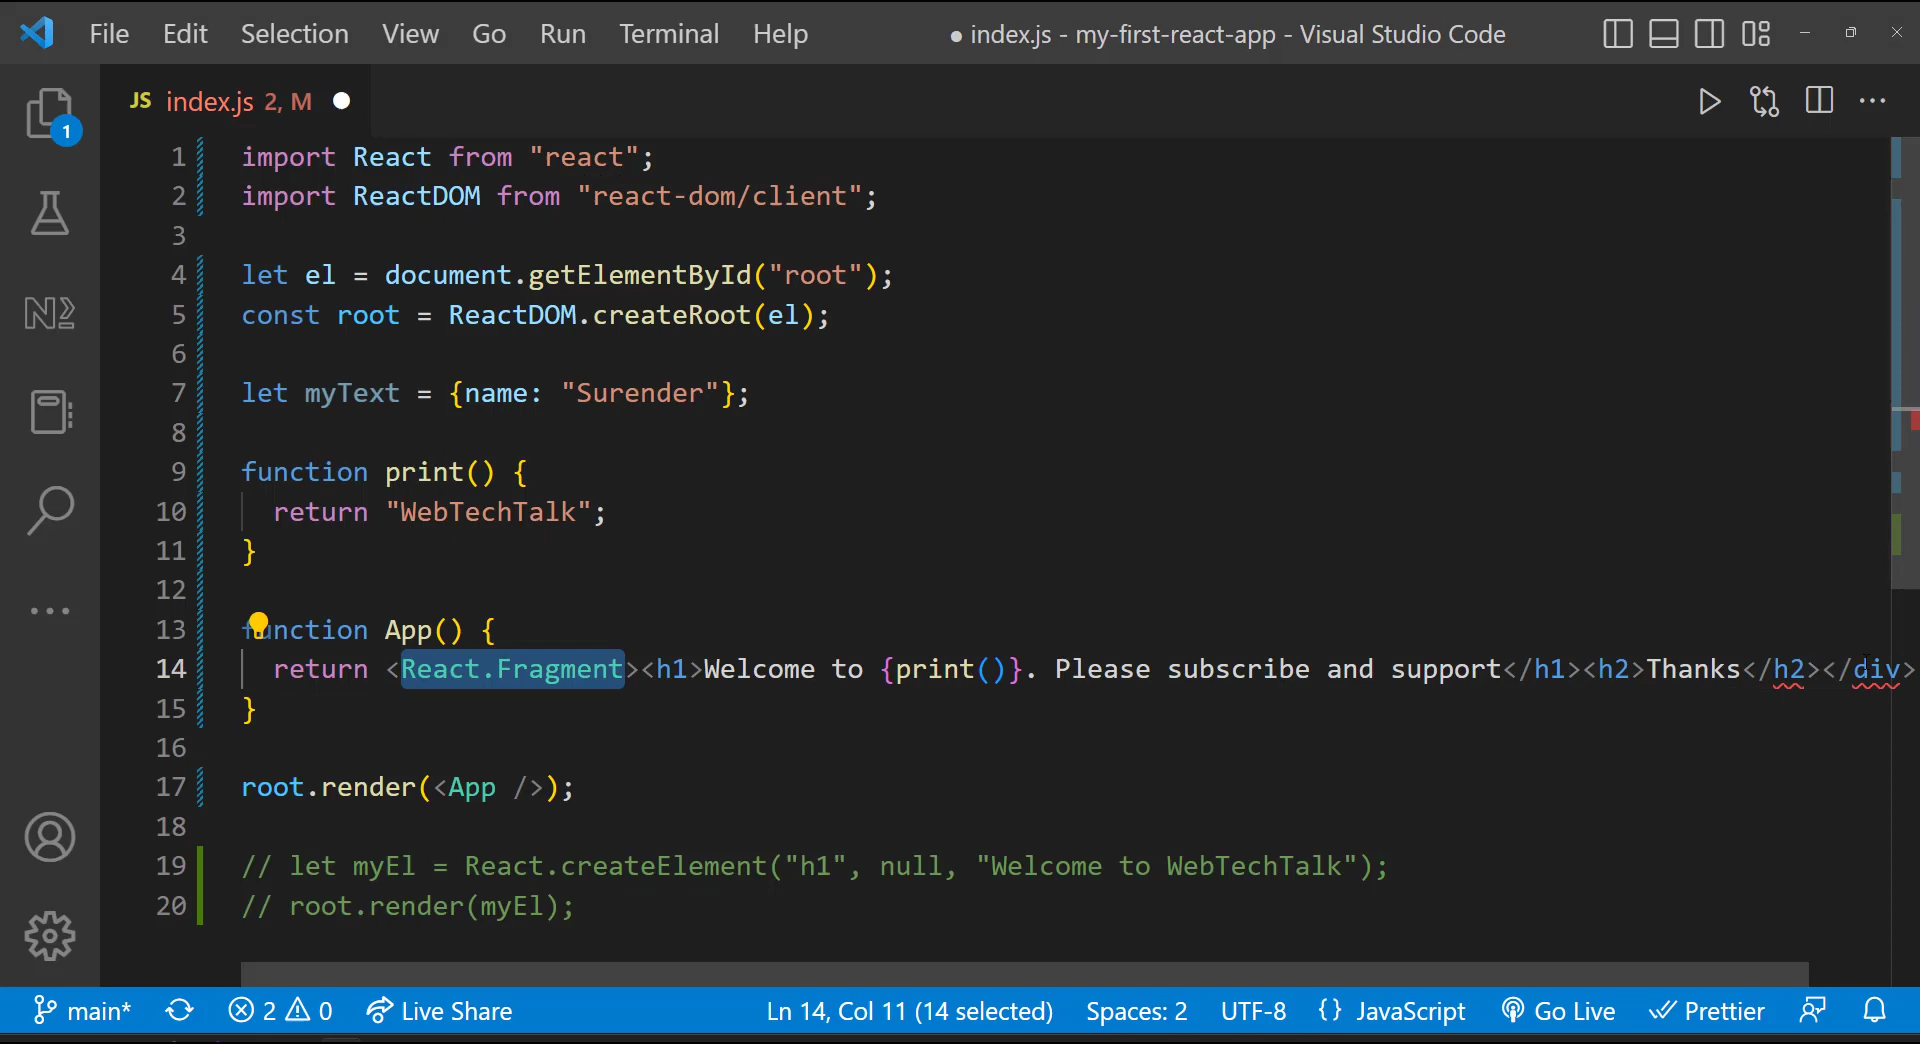 File Edit Selection View Go Run Terminal Help ● index.js - my-first-react-app - Visual Studio Code
JS index.js 2, M ●
1 import React from "react";
2 import ReactDOM from "react-dom/client";
3
4 let el = document.getElementById("root");
5 const root = ReactDOM.createRoot(el);
6
7 let myText = {name: "Surender"};
8
9 function print() {
10 return "WebTechTalk";
11 }
12
13 function App() {
14 return <React.Fragment><h1>Welcome to {print()}. Please subscribe and support</h1><h2>Thanks</h2></div>
15 }
16
17 root.render(<App />);
18
19 // let myEl = React.createElement("h1", null, "Welcome to WebTechTalk");
20 // root.render(myEl);
1
main* 2 0 Live Share Ln 14, Col 11 (14 selected) Spaces: 2 UTF-8 {} JavaScript Go Live Prettier